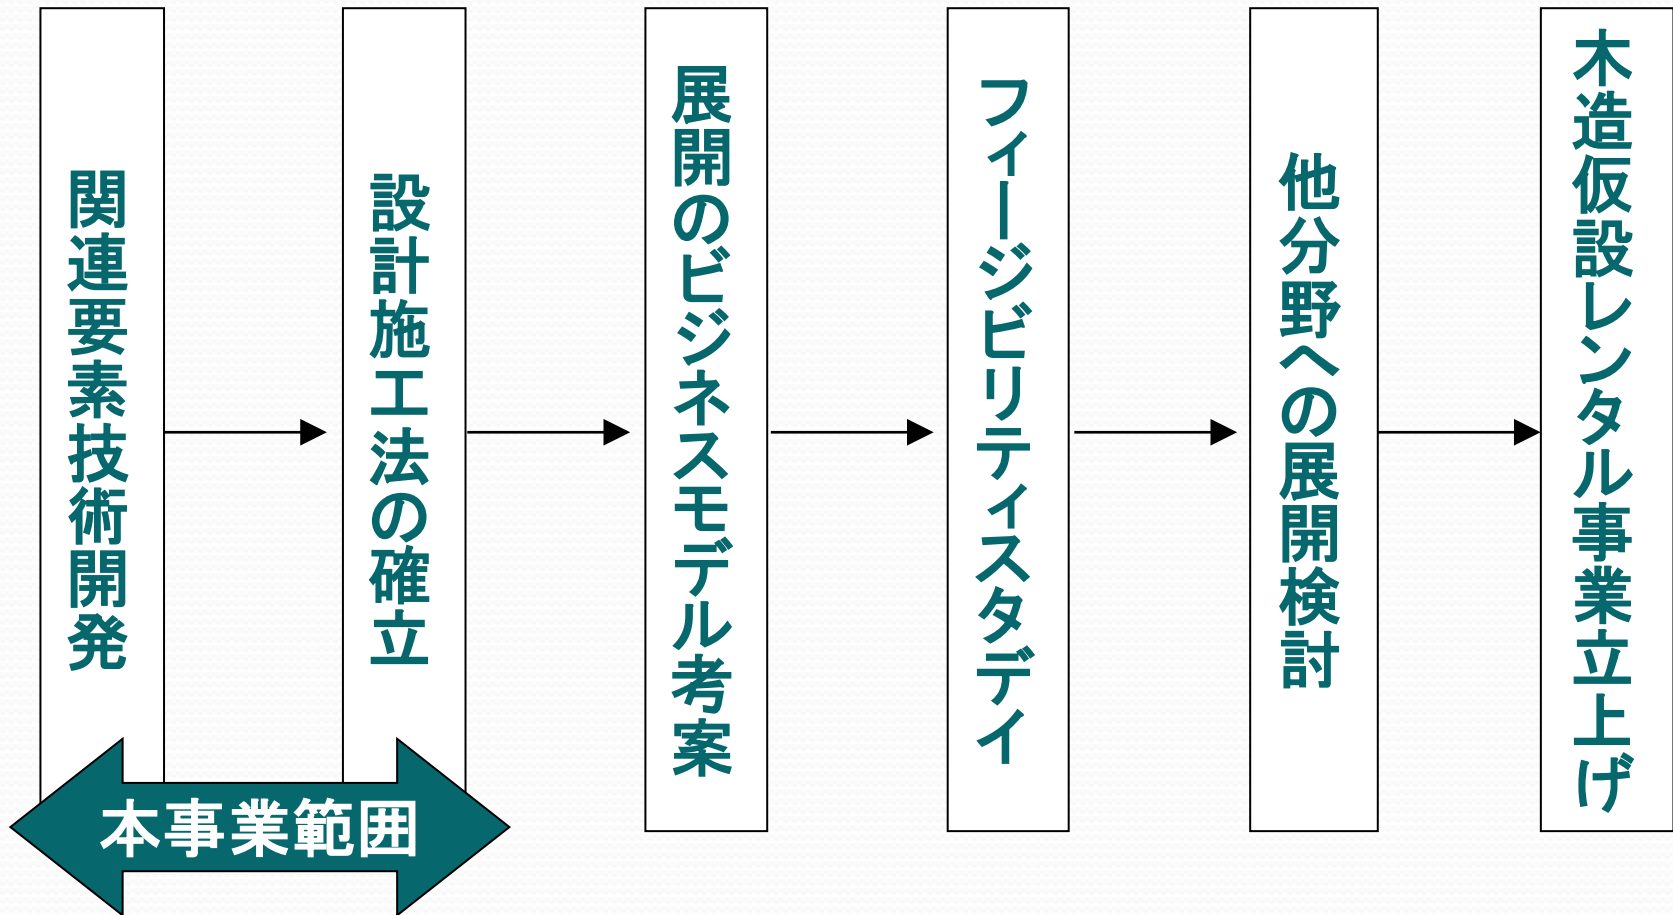 関連要素技術開発
設計施工法の確立
展開のビジネスモデル考案
フィージビリティスタデイ
他分野への展開検討
木造仮設レンタル事業立上げ
本事業範囲